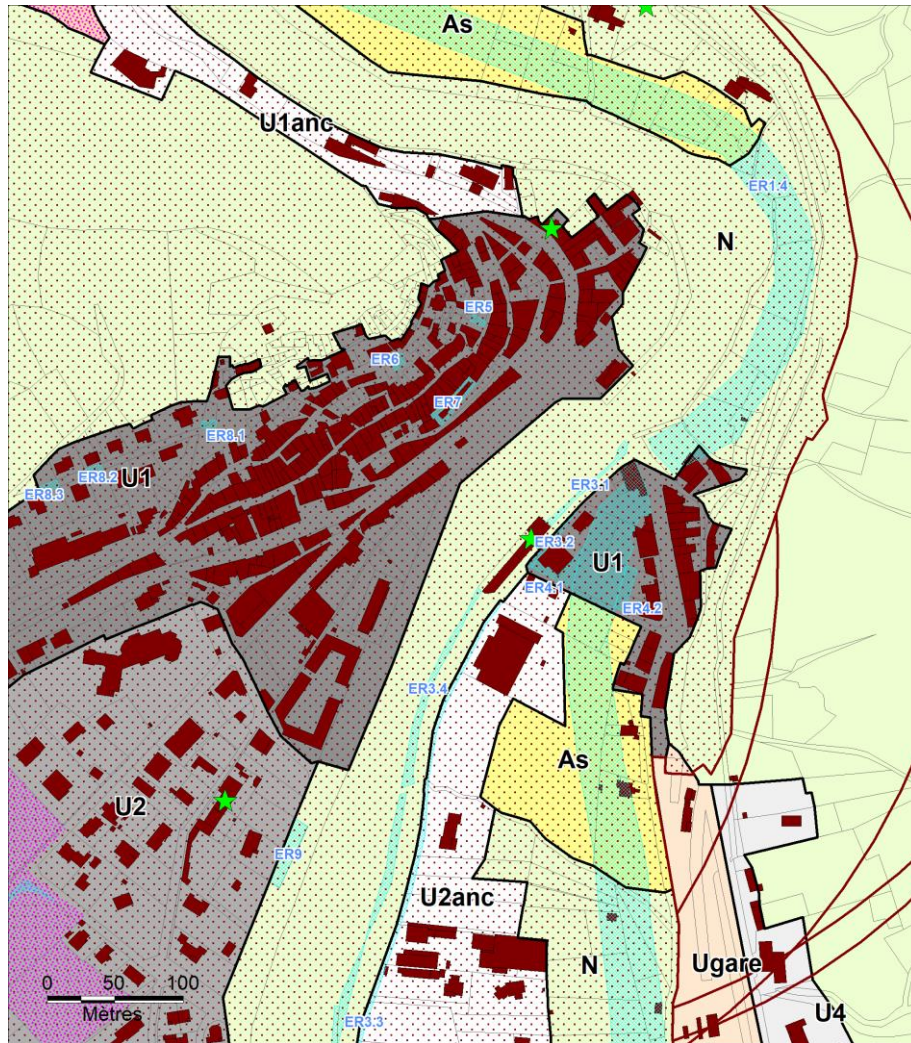 As
U1anc
ER1.4
N
ER5
ER6
ER7
ER8.1
ER8.2
U1
ER8.3
ER3.1
ER3.2
U1
ER4.1
ER4.2
ER3.4
As
U2
ER9
U2anc
N
Ugare
0 50 100
Mètres
U4
ER3.3